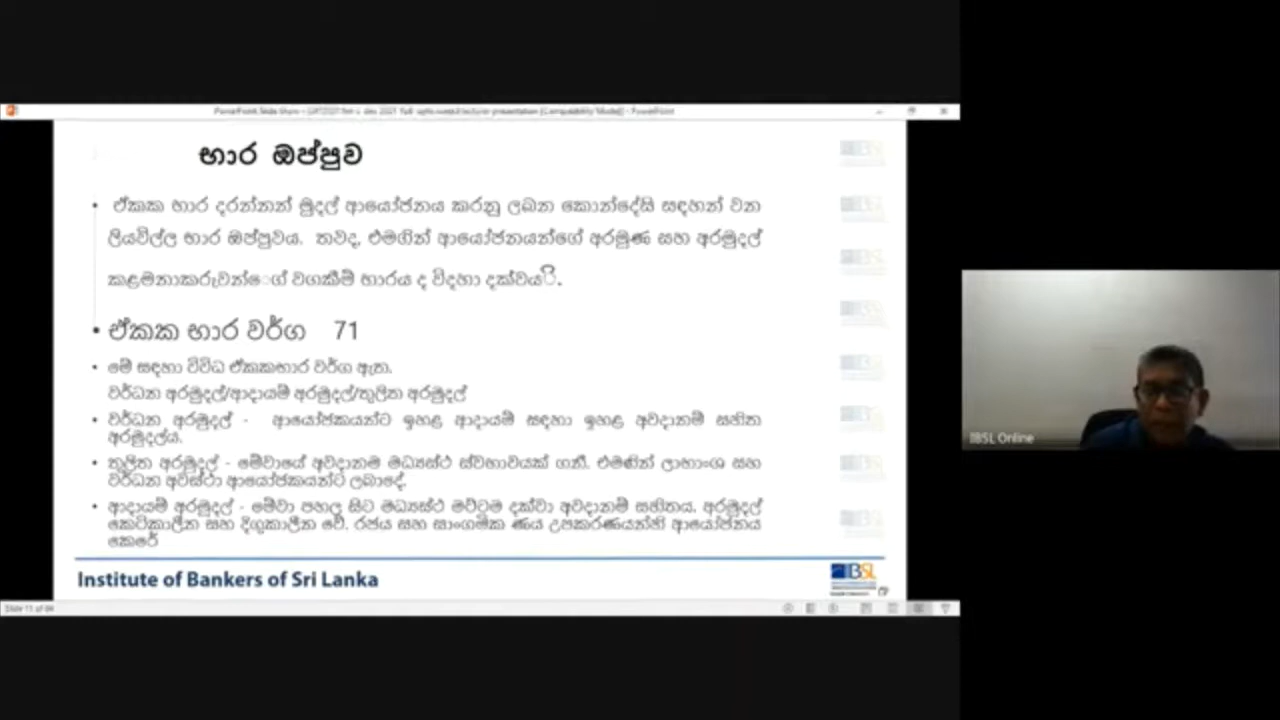 භාර ඔප්පුව
• ඒකක භාර දරන්නන් මුදල් ආයෝජනය කරනු ලබන කොන්දේසි සඳහන් වන
ලියවිල්ල භාර ඔප්පුවය. තවද, එමගින් ආයෝජනයන්ගේ අරමුණ සහ අරමුදල්
කළමනාකරුවන්ෙග් වගකීම් භාරය ද විදහා දක්වයිි.
• ඒකක භාර වර්ග 71
• මේ සඳහා විවිධ ඒකකභාර වර්ග ඇත.
වර්ධන අරමුදල්/ආදායම් අරමුදල්/තුලිත අරමුදල්
• වර්ධන අරමුදල් - ආයෝජකයන්ට ඉහළ ආදායම් සඳහා ඉහළ අවදානම් සහිත
අරමුදල්ය.
• තුලිත අරමුදල් - මේවායේ අවදානම මධ්‍යස්ථ ස්වභාවයක් ගනී. එමඟින් ලාභාංශ සහ
වර්ධන අවස්ථා ආයෝජකයන්ට ලබාදේ.
• ආදායම් අරමුදල් - මේවා පහල සිට මධ්‍යස්ථ මට්ටම දක්වා අවදානම් සහිතය. අරමුදල්
කෙටිකාලීන සහ දිගුකාලීන වේ. රජය සහ සාංගමික ණය උපකරණයන්හි ආයෝජනය
කෙරේ
Institute of Bankers of Sri Lanka
IBSL
IBSL Online